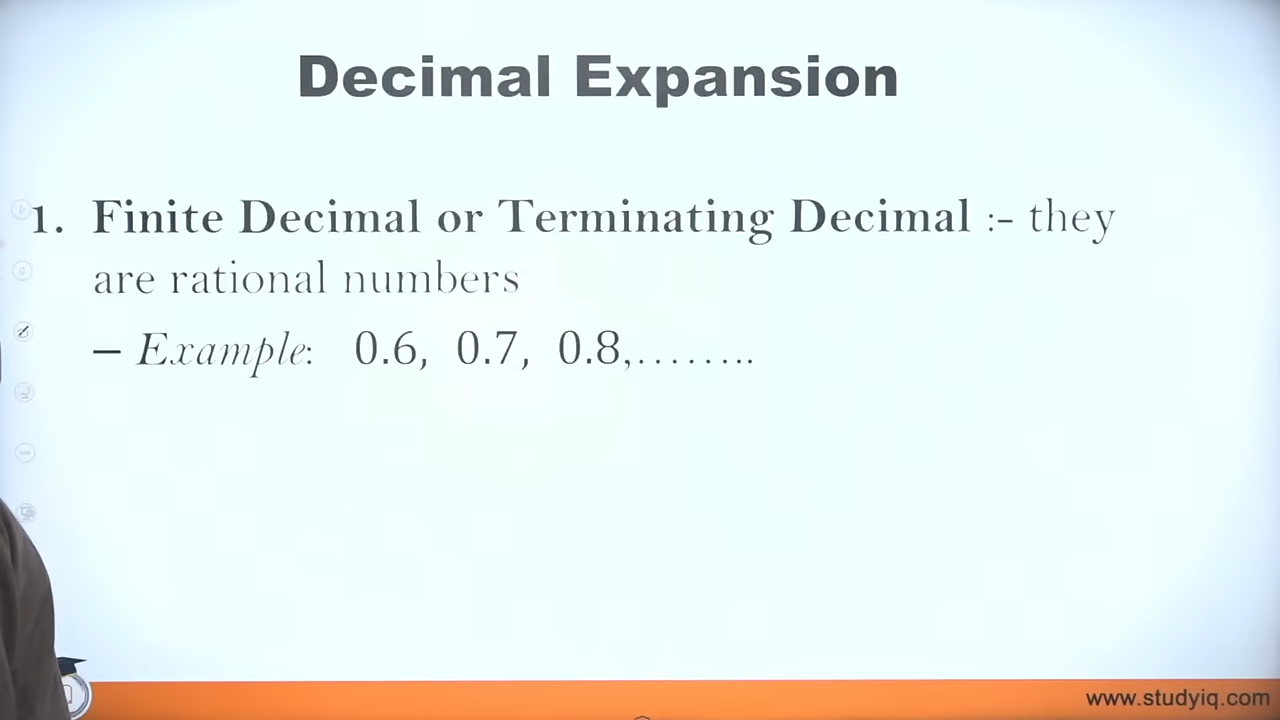 Decimal Expansion
1. Finite Decimal or Terminating Decimal :- they
are rational numbers
– Example: 0.6, 0.7, 0.8,........
www.studyiq.com